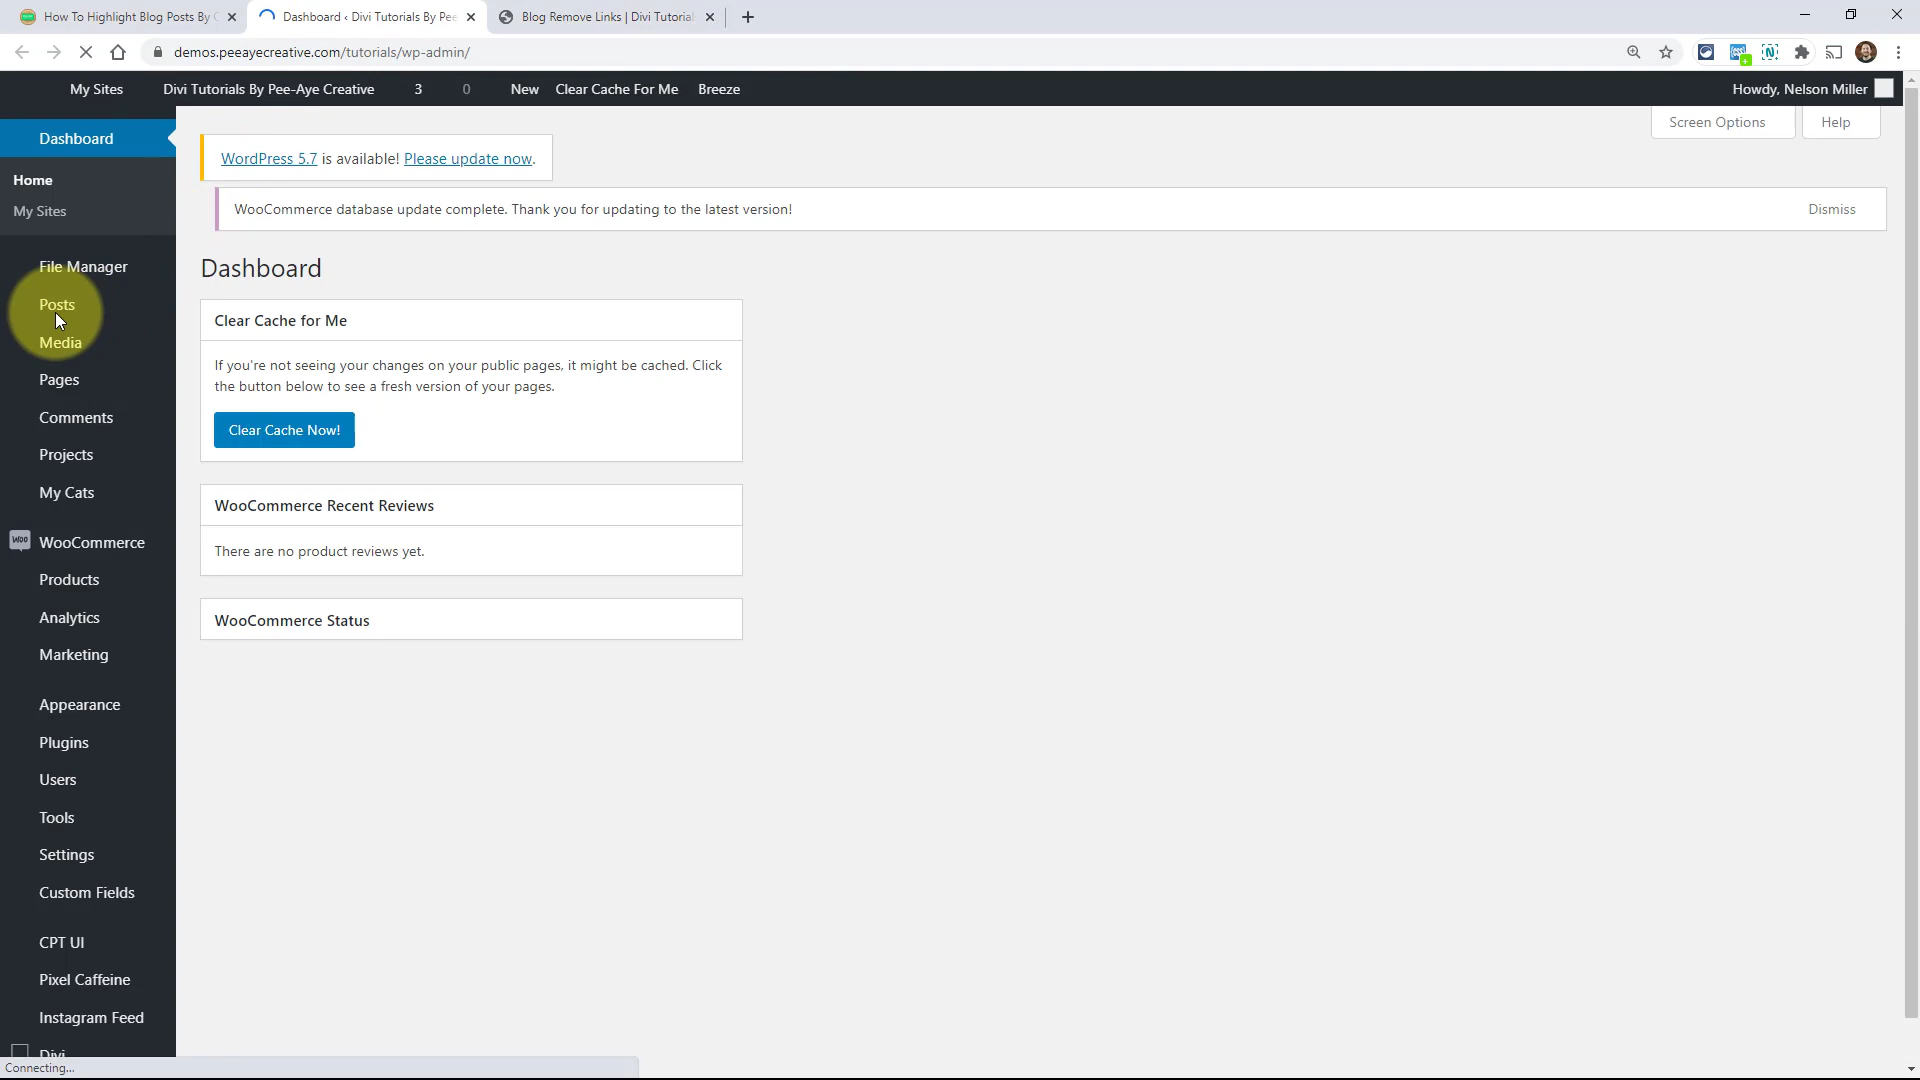 How To Highlight Blog Posts By C
Dashboard ‹ Divi Tutorials By Pee
Blog Remove Links | Divi Tutorial
demos.peeayecreative.com/tutorials/wp-admin/
My Sites
Divi Tutorials By Pee-Aye Creative
3
0
New
Clear Cache For Me
Breeze
Howdy, Nelson Miller
Screen Options
Help
Dashboard
WordPress 5.7 is available! Please update now.
Home
My Sites
WooCommerce database update complete. Thank you for updating to the latest version!
Dismiss
File Manager
Posts
Media
Pages
Comments
Projects
My Cats
Woo WooCommerce
Products
Analytics
Marketing
Appearance
Plugins
Users
Tools
Settings
Custom Fields
CPT UI
Pixel Caffeine
Instagram Feed
Divi
Dashboard
Clear Cache for Me
If you're not seeing your changes on your public pages, it might be cached. Click
the button below to see a fresh version of your pages.
Clear Cache Now!
WooCommerce Recent Reviews
There are no product reviews yet.
WooCommerce Status
Connecting...